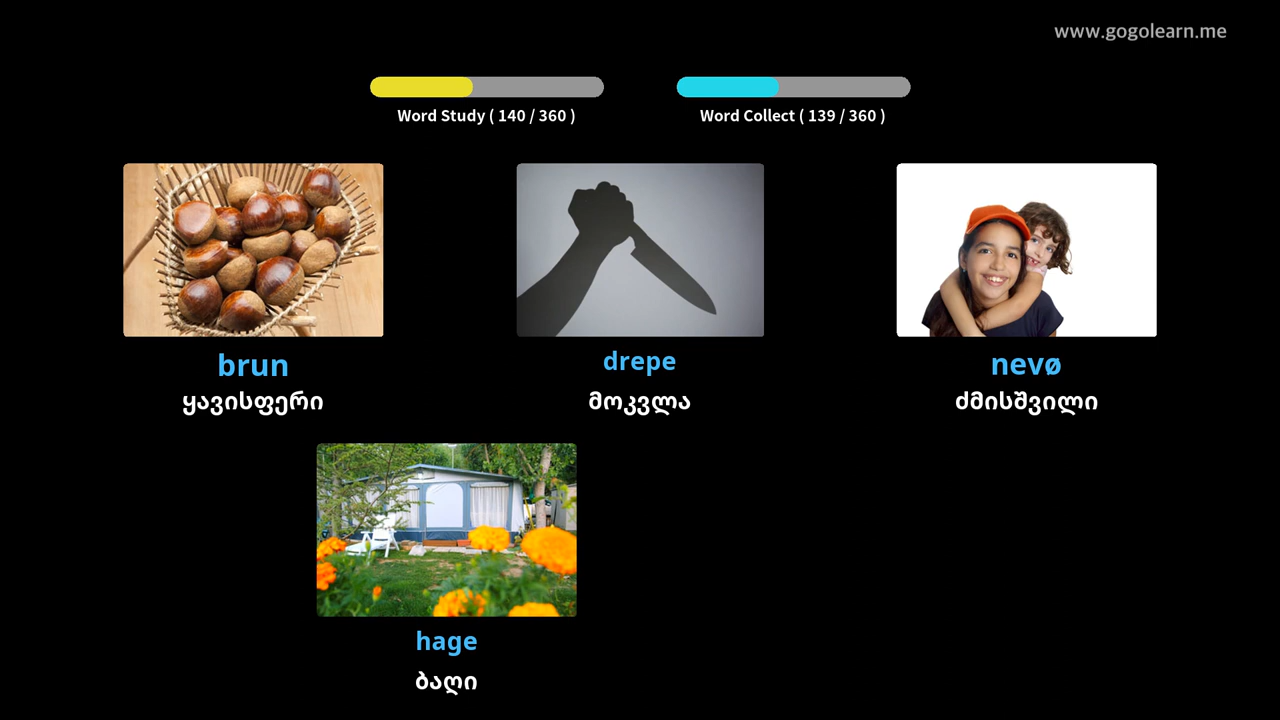 www.gogolearn.me
Word Study ( 140 / 360 )
Word Collect ( 139 / 360 )
brun
ყავისფერი
drepe
მოკვლა
nevø
ძმისშვილი
hage
ბაღი